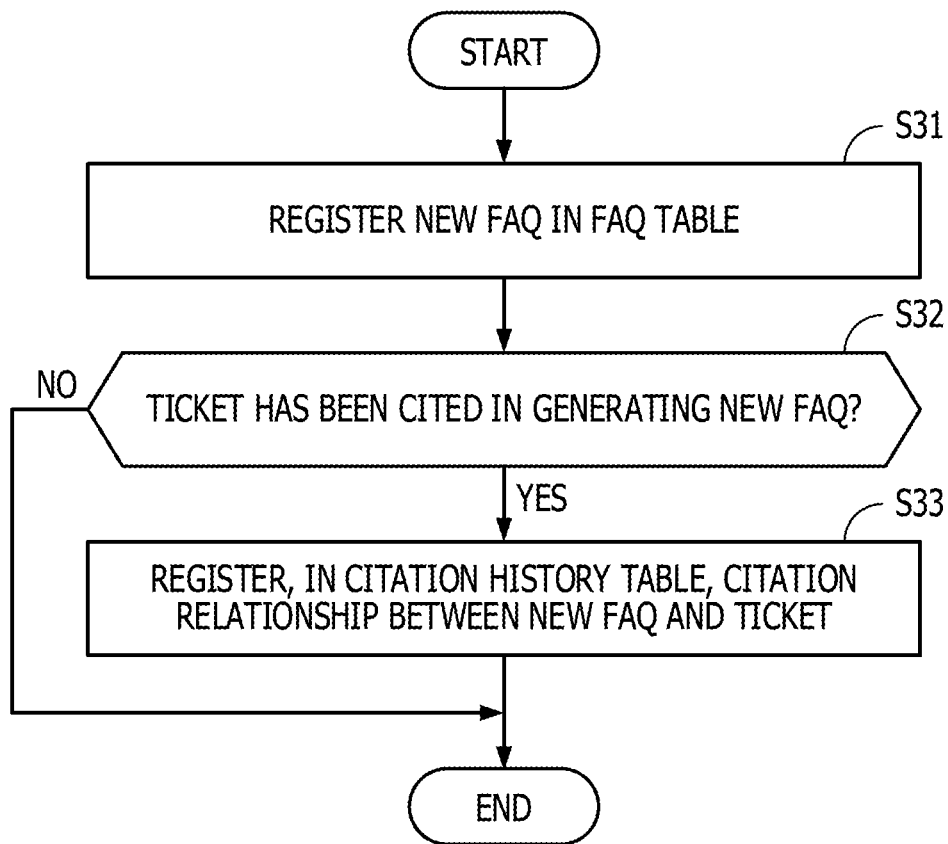 START
S31
REGISTER NEW FAQ IN FAQ TABLE
S32
NO
TICKET HAS BEEN CITED IN GENERATING NEW FAQ?
YES
S33
REGISTER, IN CITATION HISTORY TABLE, CITATION
RELATIONSHIP BETWEEN NEW FAQ AND TICKET
END